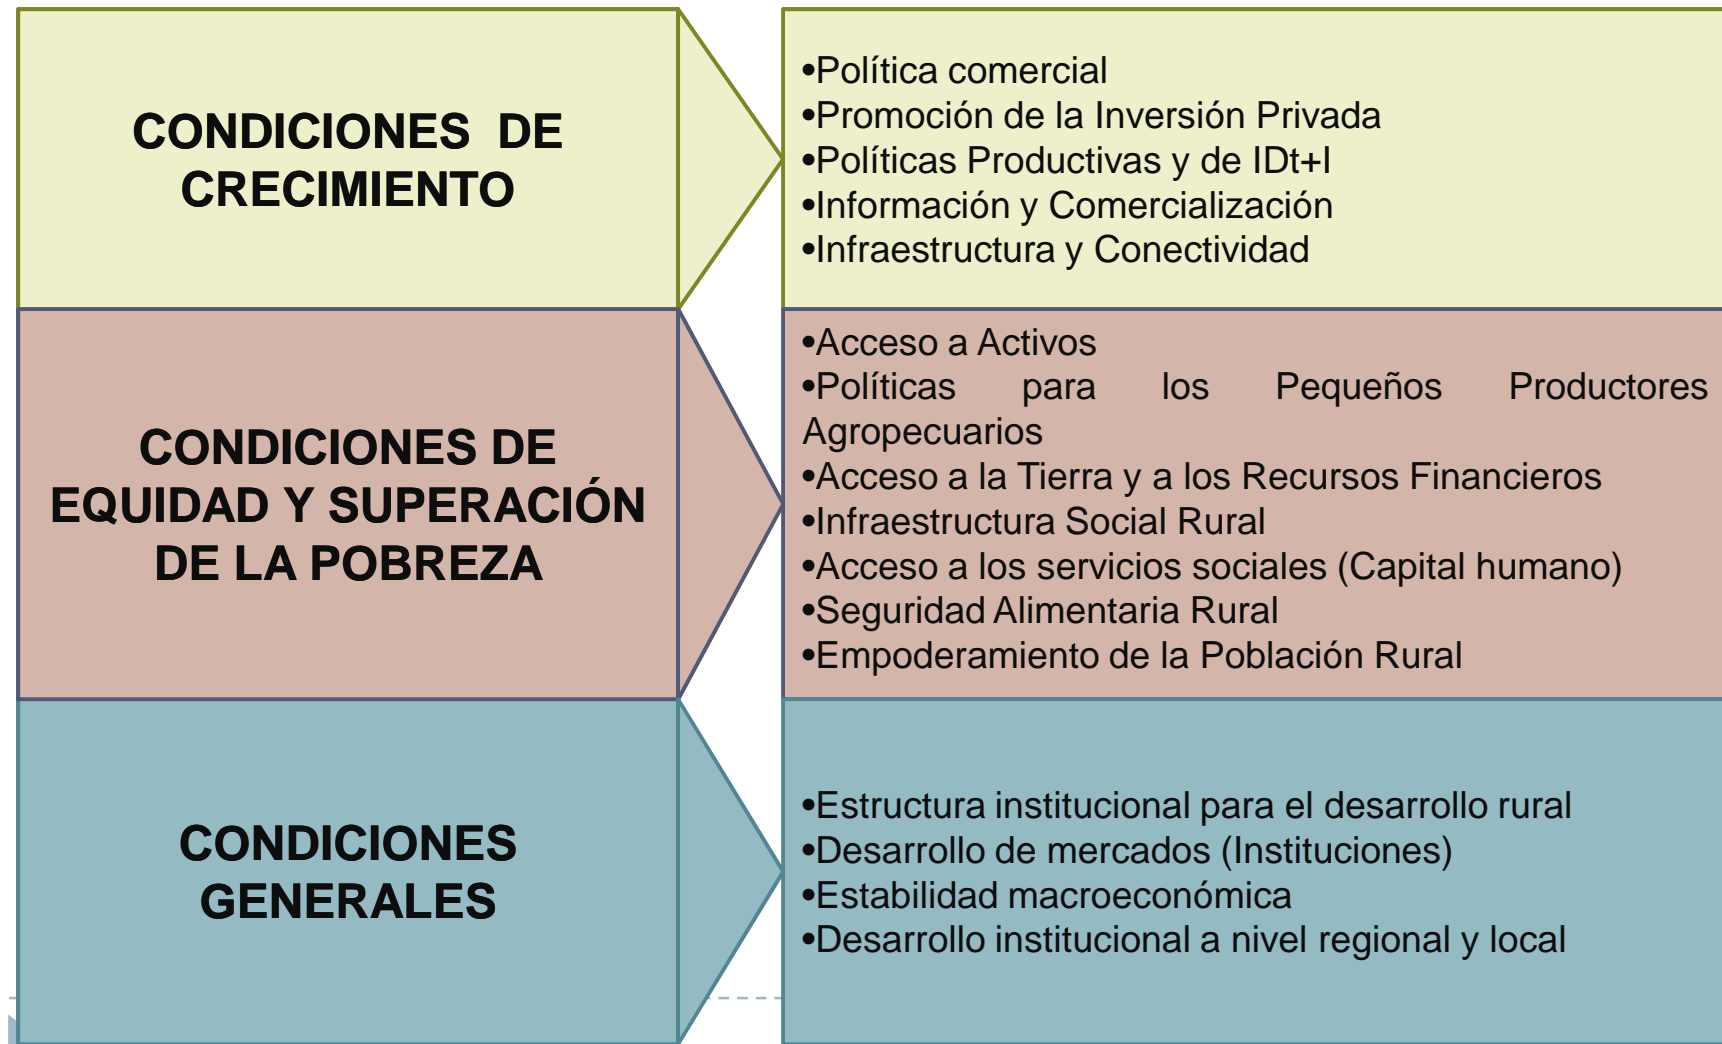 CONDICIONES DE
CRECIMIENTO
•Política comercial
•Promoción de la Inversión Privada
•Políticas Productivas y de IDt+I
•Información y Comercialización
•Infraestructura y Conectividad
CONDICIONES DE
EQUIDAD Y SUPERACIÓN
DE LA POBREZA
•Acceso a Activos
•Políticas para los Pequeños Productores
Agropecuarios
•Acceso a la Tierra y a los Recursos Financieros
•Infraestructura Social Rural
•Acceso a los servicios sociales (Capital humano)
•Seguridad Alimentaria Rural
•Empoderamiento de la Población Rural
CONDICIONES
GENERALES
•Estructura institucional para el desarrollo rural
•Desarrollo de mercados (Instituciones)
•Estabilidad macroeconómica
•Desarrollo institucional a nivel regional y local